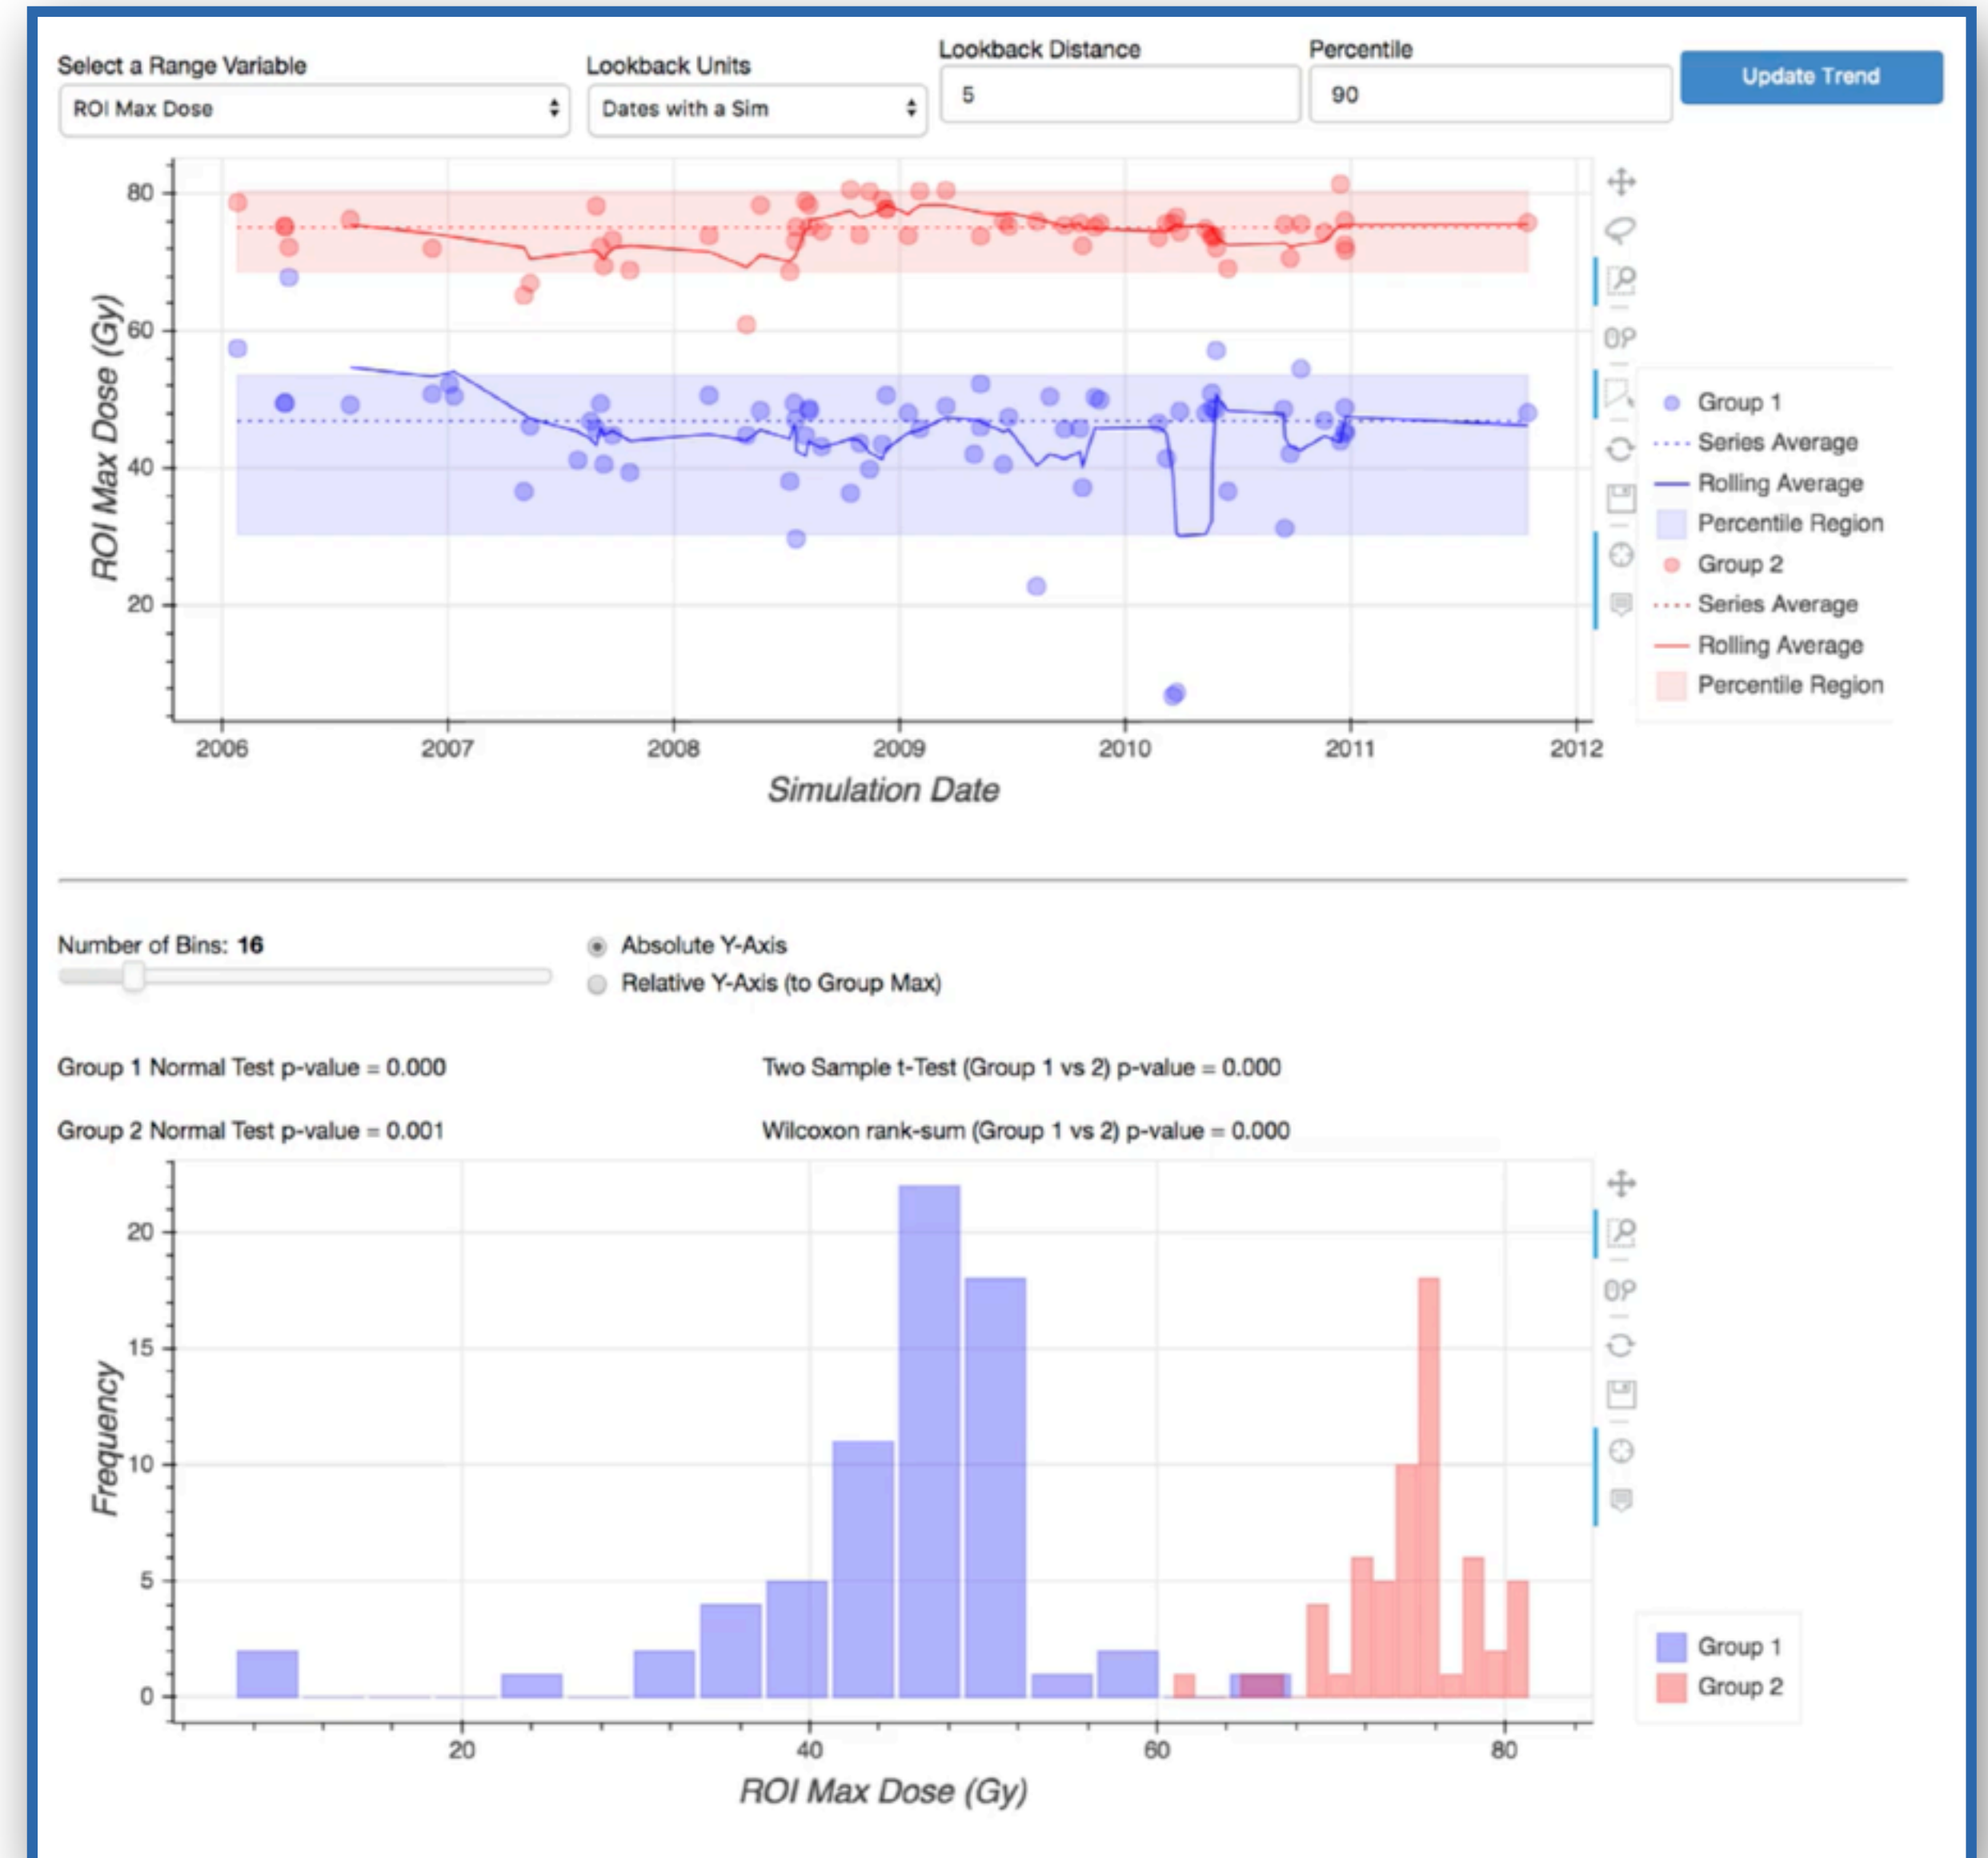 Select a Range Variable
Lookback Units
Lookback Distance
Percentile
ROI Max Dose
Dates with a Sim
5
90
Update Trend
ROI Max Dose (Gy)
80
60
40
20
2006
2007
2008
2009
2010
2011
2012
Simulation Date
Group 1
Series Average
Rolling Average
Percentile Region
Group 2
Series Average
Rolling Average
Percentile Region
Number of Bins: 16
Absolute Y-Axis
Relative Y-Axis (to Group Max)
Group 1 Normal Test p-value = 0.000
Two Sample t-Test (Group 1 vs 2) p-value = 0.000
Group 2 Normal Test p-value = 0.001
Wilcoxon rank-sum (Group 1 vs 2) p-value = 0.000
Frequency
20
15
10
5
0
20
40
60
80
ROI Max Dose (Gy)
Group 1
Group 2